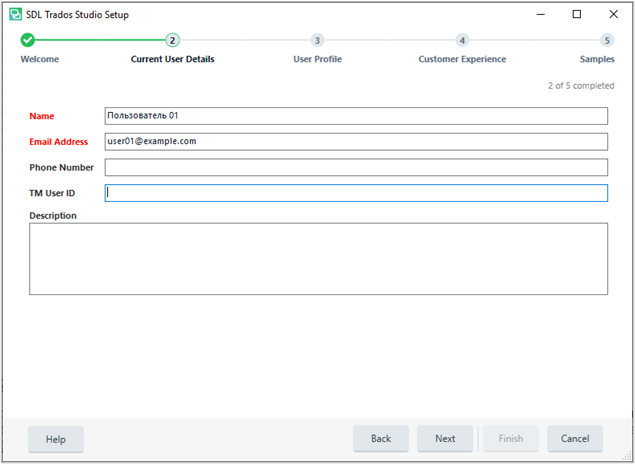 SDL Trados Studio Setup
2 3 4 5
Welcome Current User Details User Profile Customer Experience Samples
2 of 5 completed
Name Пользователь 01
Email Address user01@example.com
Phone Number
TM User ID
Description
Help Back Next Finish Cancel